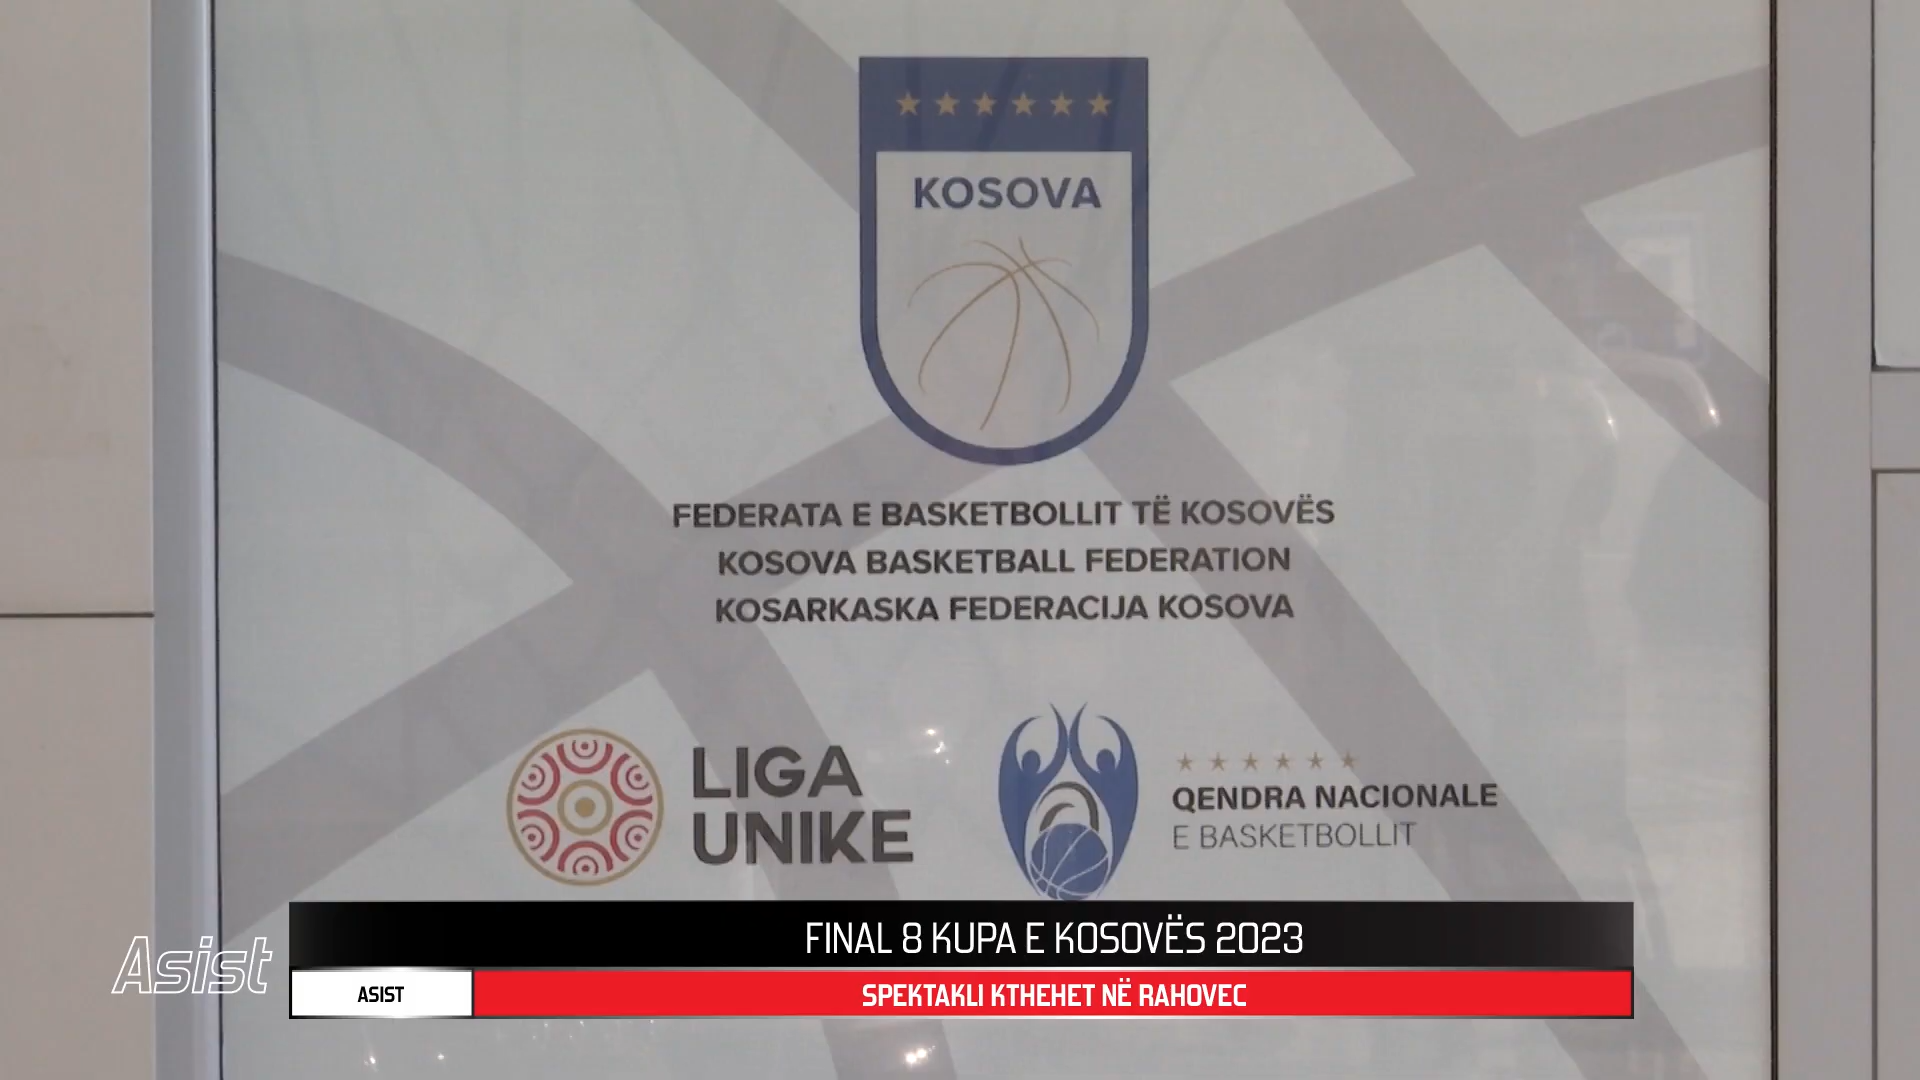 KOSOVA
FEDERATA E BASKETBOLLIT TË KOSOVËS
KOSOVA BASKETBALL FEDERATION
KOSARKASKA FEDERACIJA KOSOVA
LIGA
UNIKE
QENDRA NACIONALE
E BASKETBOLLIT
FINAL 8 KUPA E KOSOVËS 2023
Asist
ASIST
SPEKTAKLI KTHEHET NË RAHOVEC